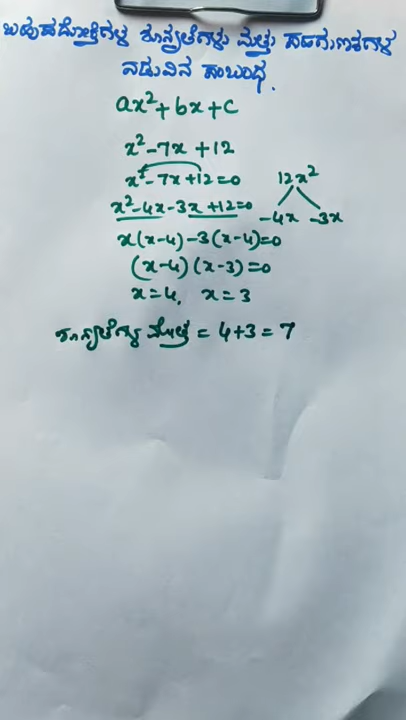 ಬಹುಪದೋಕ್ತಿಗಳ ಶೂನ್ಯತೆಗಳು ಮತ್ತು ಸಹಗುಣಕಗಳ
ನಡುವಿನ ಸಂಬಂಧ.
ax²+bx+c
x²-7x+12
x²-7x+12=0 12x²
x²-4x-3x+12=0 -4x -3x
x(x-4)-3(x-4)=0
(x-4)(x-3)=0
x=4, x=3
ಶೂನ್ಯತೆಗಳ ಮೊತ್ತ = 4+3=7